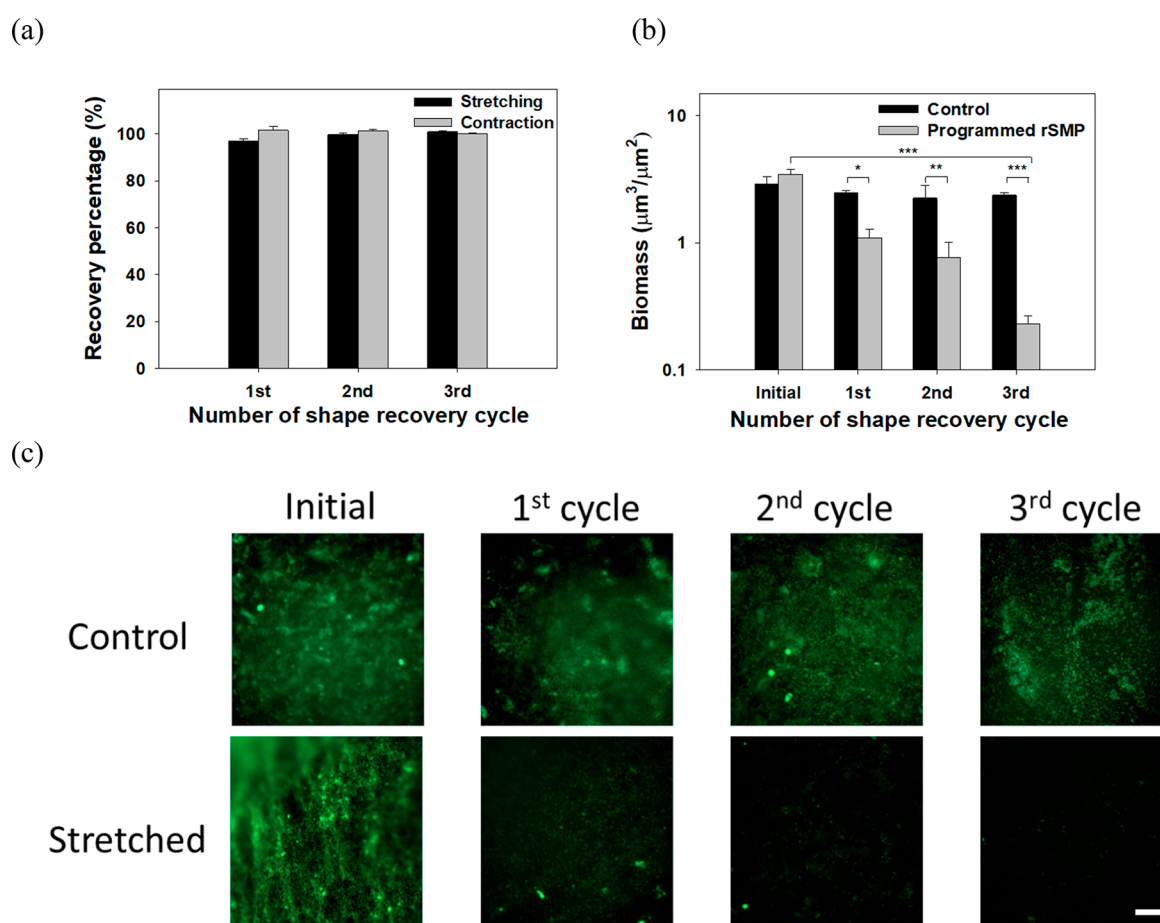 (a)
Recovery percentage (%)
100
80
60
40
20
0
Stretching
Contraction
1st 2nd 3rd
Number of shape recovery cycle
(b)
Biomass (μm³/μm²)
10
1
0.1
Control
Programmed rSMP
***
* ** ***
Initial 1st 2nd 3rd
Number of shape recovery cycle
(c)
Initial 1st cycle 2nd cycle 3rd cycle
Control
Stretched